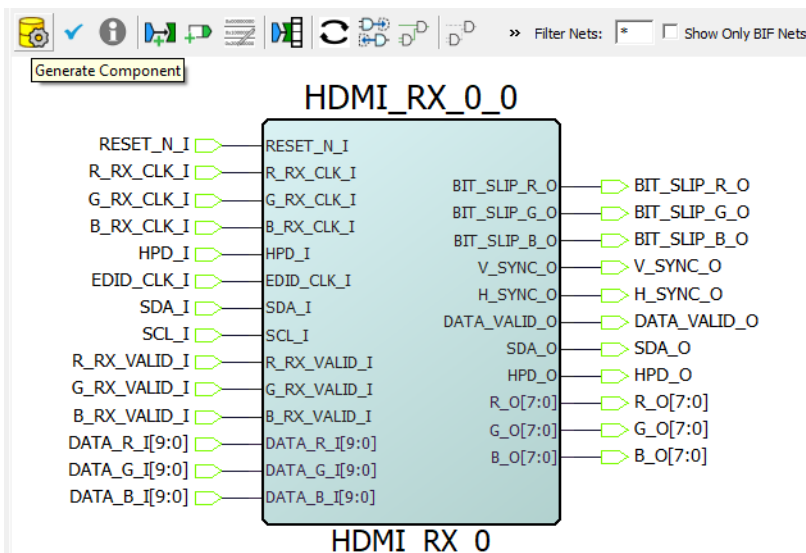 » Filter Nets: * Show Only BIF Nets
Generate Component
HDMI_RX_0_0
RESET_N_I RESET_N_I
R_RX_CLK_I R_RX_CLK_I
G_RX_CLK_I G_RX_CLK_I
B_RX_CLK_I B_RX_CLK_I
HPD_I HPD_I
EDID_CLK_I EDID_CLK_I
SDA_I SDA_I
SCL_I SCL_I
R_RX_VALID_I R_RX_VALID_I
G_RX_VALID_I G_RX_VALID_I
B_RX_VALID_I B_RX_VALID_I
DATA_R_I[9:0] DATA_R_I[9:0]
DATA_G_I[9:0] DATA_G_I[9:0]
DATA_B_I[9:0] DATA_B_I[9:0]
BIT_SLIP_R_O BIT_SLIP_R_O
BIT_SLIP_G_O BIT_SLIP_G_O
BIT_SLIP_B_O BIT_SLIP_B_O
V_SYNC_O V_SYNC_O
H_SYNC_O H_SYNC_O
DATA_VALID_O DATA_VALID_O
SDA_O SDA_O
HPD_O HPD_O
R_O[7:0] R_O[7:0]
G_O[7:0] G_O[7:0]
B_O[7:0] B_O[7:0]
HDMI_RX_0